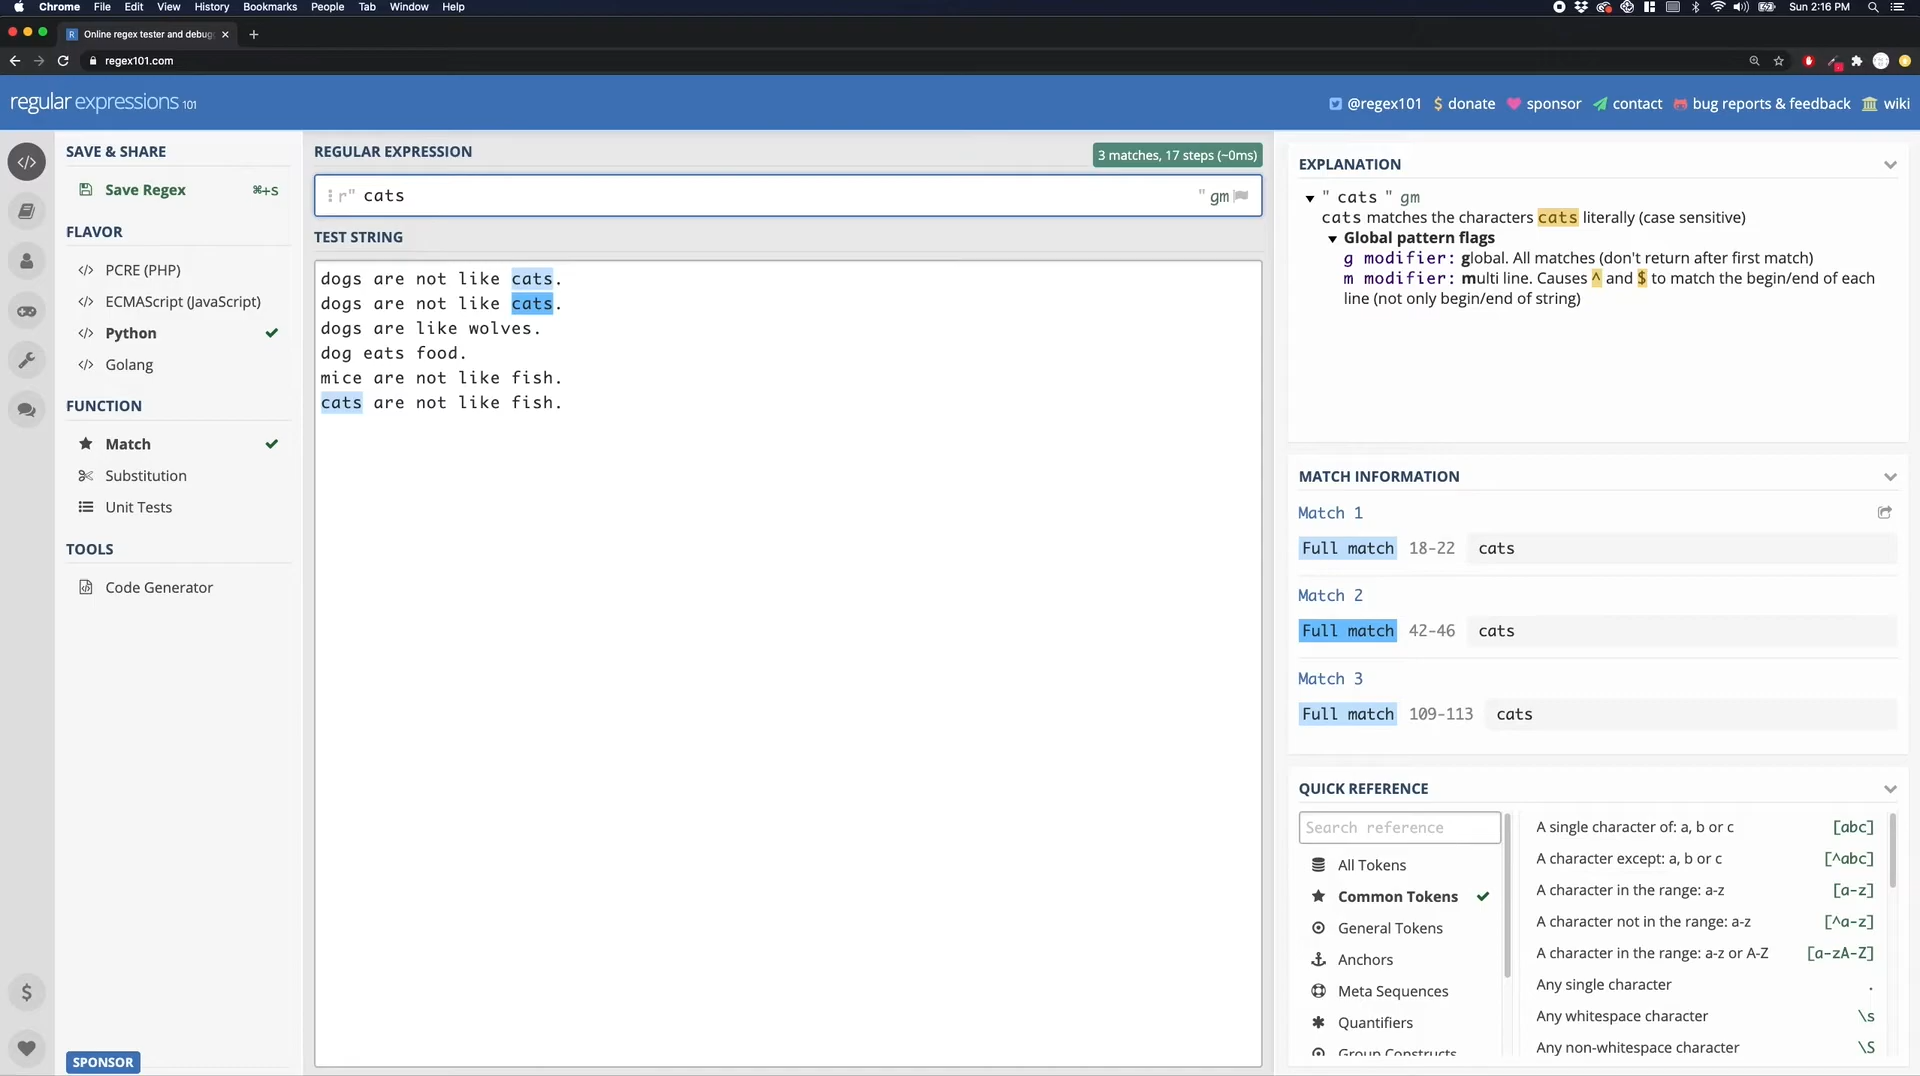 Chrome File Edit View History Bookmarks People Tab Window Help Sun 2:16 PM
Online regex tester and debug
regex101.com
regular expressions 101 @regex101 $ donate sponsor contact bug reports & feedback wiki
SAVE & SHARE
Save Regex ⌘+s
FLAVOR
</> PCRE (PHP)
</> ECMAScript (JavaScript)
</> Python
</> Golang
FUNCTION
Match
Substitution
Unit Tests
TOOLS
Code Generator
SPONSOR
REGULAR EXPRESSION
3 matches, 17 steps (~0ms)
r" cats " gm
TEST STRING
dogs are not like cats.
dogs are not like cats.
dogs are like wolves.
dog eats food.
mice are not like fish.
cats are not like fish.
EXPLANATION
" cats " gm
cats matches the characters cats literally (case sensitive)
Global pattern flags
g modifier: global. All matches (don't return after first match)
m modifier: multi line. Causes ^ and $ to match the begin/end of each
line (not only begin/end of string)
MATCH INFORMATION
Match 1
Full match 18-22 cats
Match 2
Full match 42-46 cats
Match 3
Full match 109-113 cats
QUICK REFERENCE
Search reference
All Tokens
Common Tokens
General Tokens
Anchors
Meta Sequences
Quantifiers
Group Constructs
A single character of: a, b or c [abc]
A character except: a, b or c [^abc]
A character in the range: a-z [a-z]
A character not in the range: a-z [^a-z]
A character in the range: a-z or A-Z [a-zA-Z]
Any single character .
Any whitespace character \s
Any non-whitespace character \S